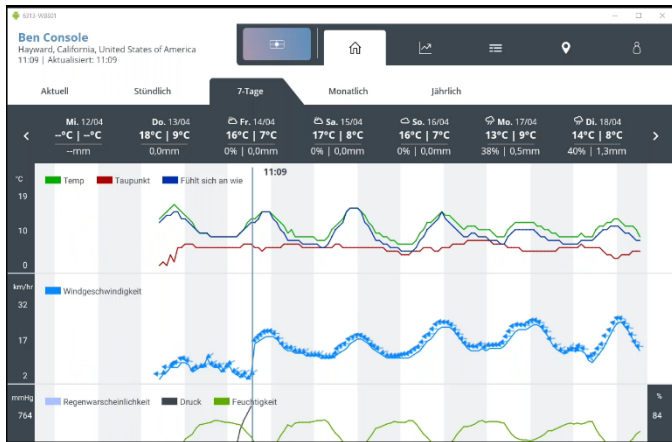 6313-WB801
Ben Console
Hayward, California, United States of America
11:09 | Aktualisiert: 11:09
Aktuell
Stündlich
7-Tage
Monatlich
Jährlich
Mi. 12/04
--°C | --°C
--mm
Do. 13/04
18°C | 9°C
0,0mm
Fr. 14/04
16°C | 7°C
0% | 0,0mm
Sa. 15/04
17°C | 8°C
0% | 0,0mm
So. 16/04
16°C | 7°C
0% | 0,0mm
Mo. 17/04
13°C | 9°C
38% | 0,5mm
Di. 18/04
14°C | 8°C
40% | 1,3mm
11:09
°C
Temp Taupunkt Fühlt sich an wie
19
10
0
km/hr
Windgeschwindigkeit
32
17
2
mmHg
Regenwarscheinlichkeit Druck Feuchtigkeit
%
764
84